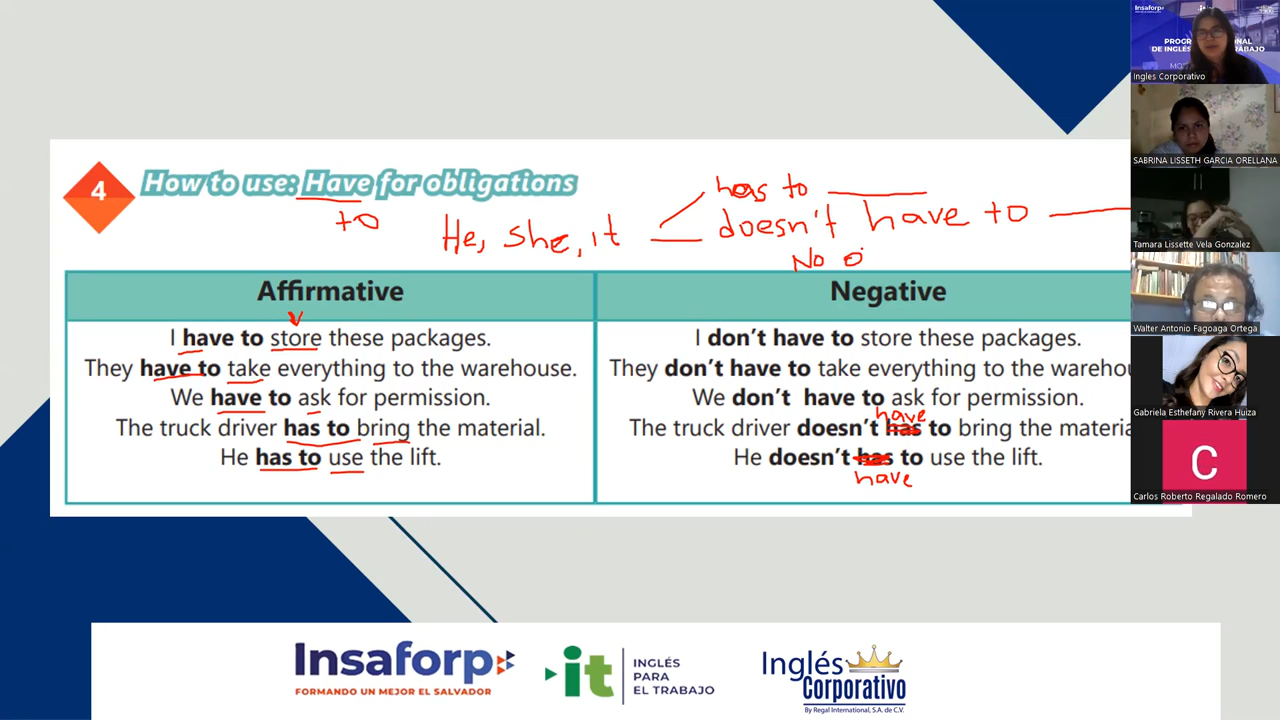 4
How to use: Have for obligations
to
He, she, it
has to
doesn't have to
No o
Affirmative
I have to store these packages.
They have to take everything to the warehouse.
We have to ask for permission.
The truck driver has to bring the material.
He has to use the lift.
v
Negative
I don't have to store these packages.
They don't have to take everything to the warehou
We don't have to ask for permission.
The truck driver doesn't has to bring the materia
have
He doesn't has to use the lift.
have
Insaforp
FORMANDO UN MEJOR EL SALVADOR
it
INGLÉS
PARA
EL TRABAJO
Inglés
Corporativo
By Regal International, S.A. de C.V.
Insaforp
it
Ingles Corporativo
SABRINA LISSETH GARCIA ORELLANA
Tamara Lissette Vela Gonzalez
Walter Antonio Fagoaga Ortega
Gabriela Esthefany Rivera Huiza
C
Carlos Roberto Regalado Romero